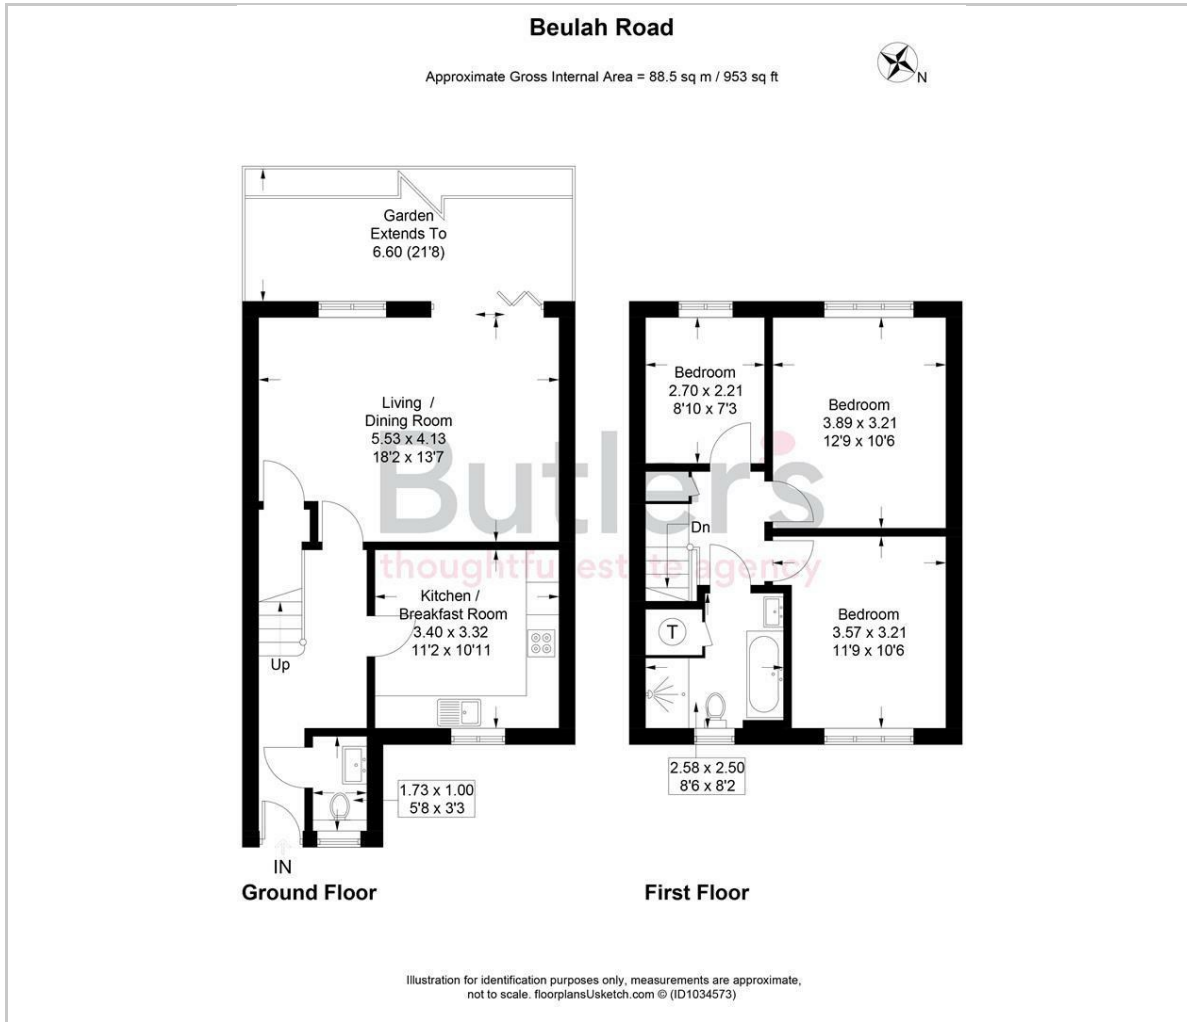 Beulah Road
Approximate Gross Internal Area = 88.5 sq m / 953 sq ft
N
Garden
Extends To
6.60 (21'8)
Living /
Dining Room
5.53 x 4.13
18'2 x 13'7
Kitchen /
Breakfast Room
3.40 x 3.32
11'2 x 10'11
Up
1.73 x 1.00
5'8 x 3'3
IN
Ground Floor
Bedroom
2.70 x 2.21
8'10 x 7'3
Bedroom
3.89 x 3.21
12'9 x 10'6
Dn
T
Bedroom
3.57 x 3.21
11'9 x 10'6
2.58 x 2.50
8'6 x 8'2
First Floor
Butler's
thoughtful estate agency
Illustration for identification purposes only, measurements are approximate,
not to scale. floorplansUsketch.com © (ID1034573)